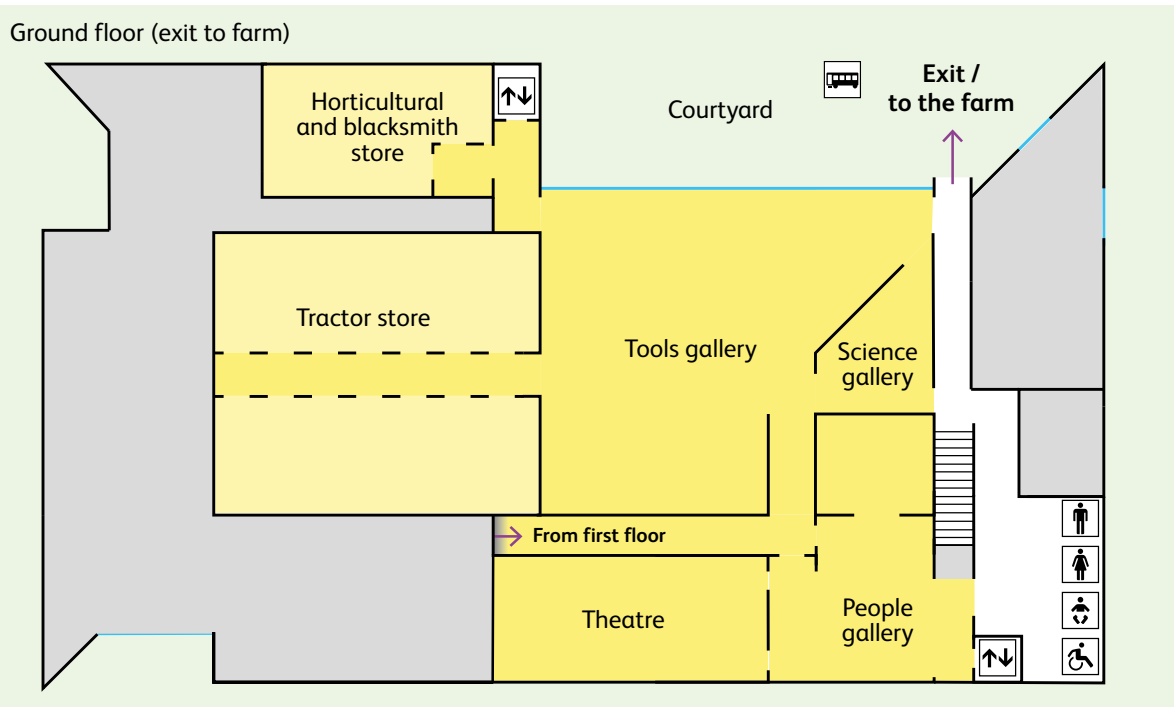 Ground floor (exit to farm)
Horticultural
and blacksmith
store
Courtyard
Exit /
to the farm
Tractor store
Tools gallery
Science
gallery
From first floor
Theatre
People
gallery